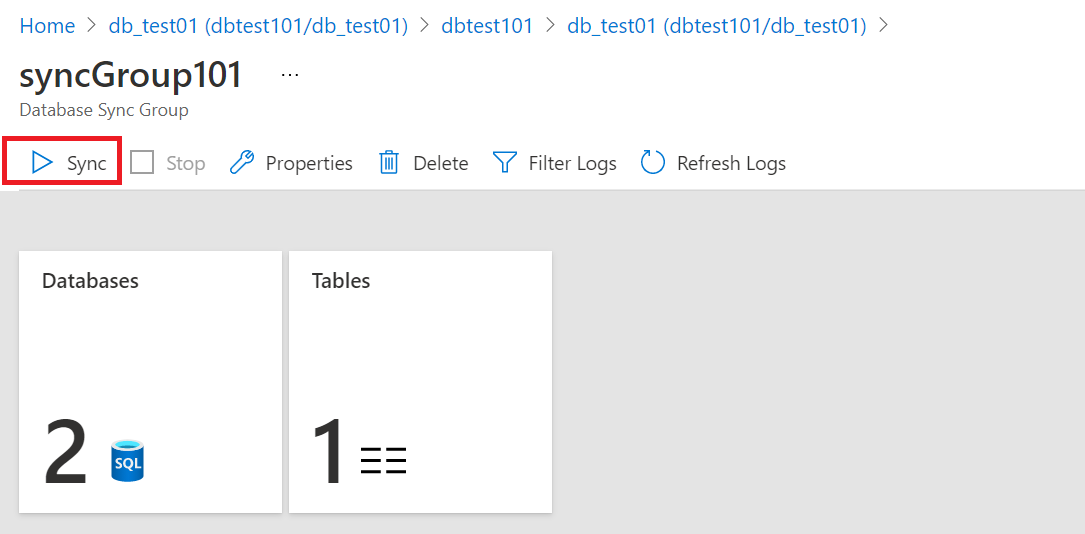 Home > db_test01 (dbtest101/db_test01) > dbtest101 > db_test01 (dbtest101/db_test01) >
syncGroup101 ...
Database Sync Group
Sync Stop Properties Delete Filter Logs Refresh Logs
Databases Tables
2 SQL 1